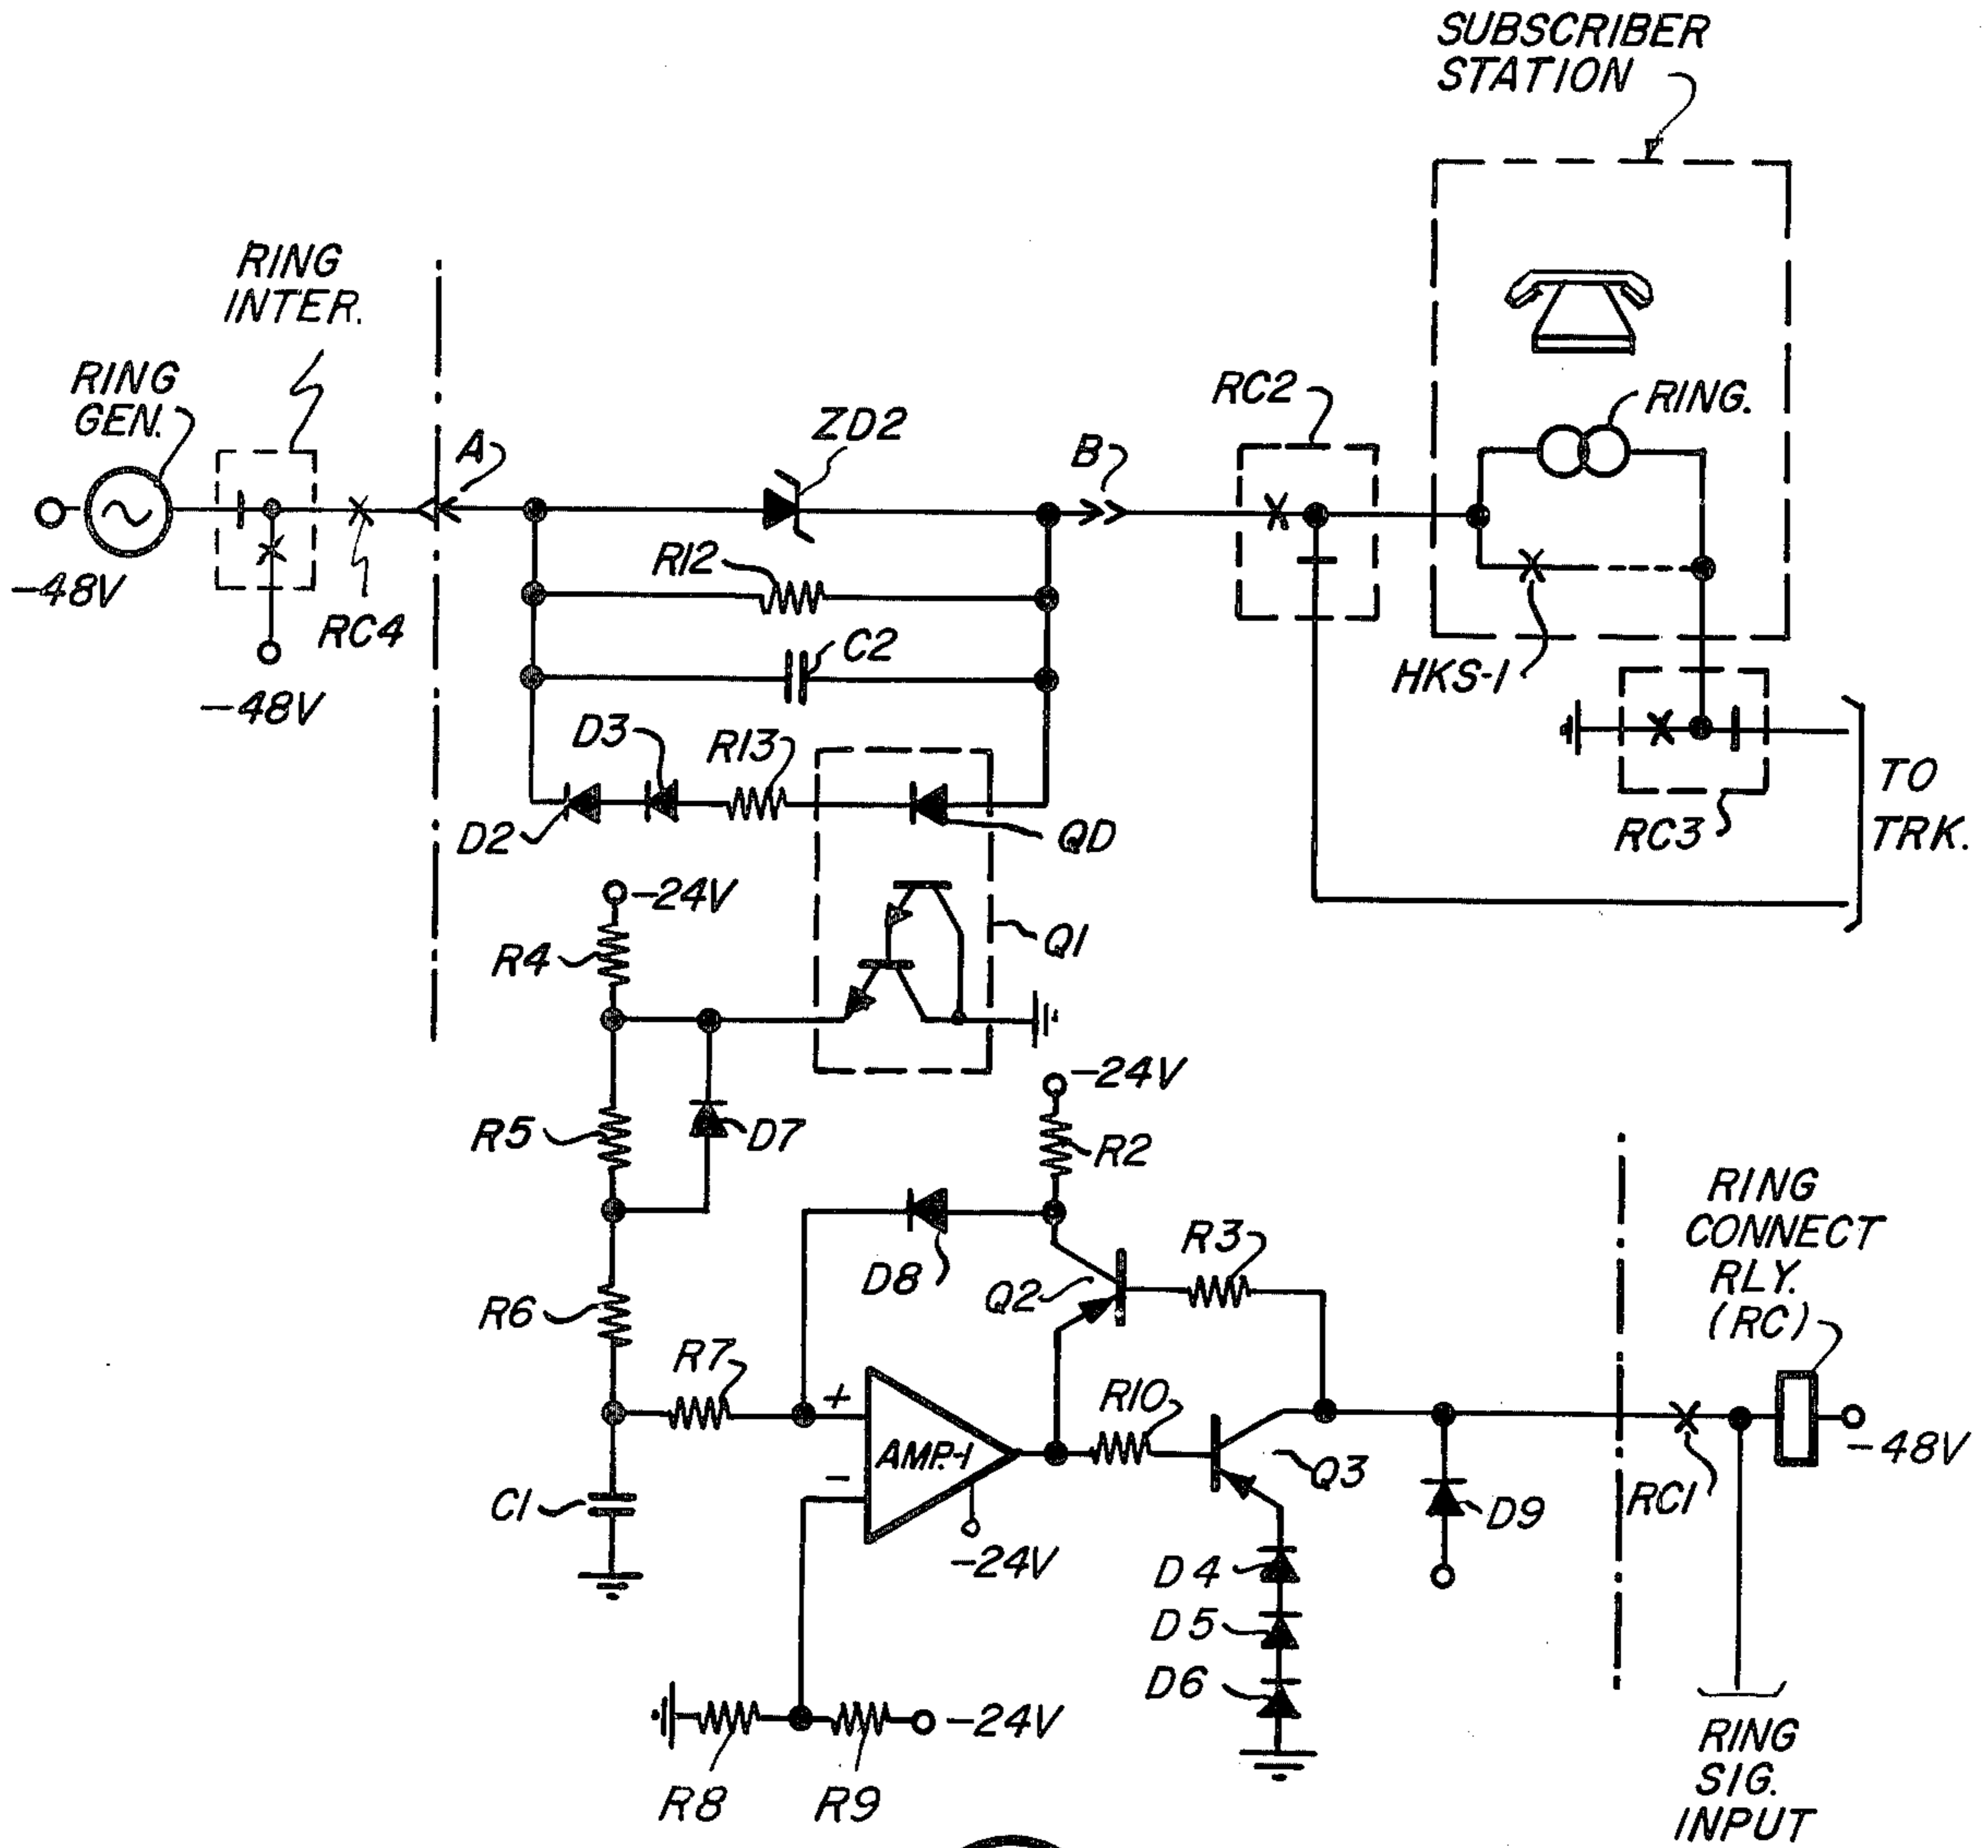 SUBSCRIBER
STATION
RING
INTER.
RING
GEN.
A
ZD2
B
RC2
RING.
-48V
RC4
-48V
R12
C2
HKS-1
D3
R13
D2
QD
RC3
TO
TRK.
-24V
R4
Q1
-24V
R5
D7
R2
D8
Q2
R3
RING
CONNECT
RLY.
(RC)
R6
R7
+
-
AMP-1
R10
Q3
-48V
RC1
C1
-24V
D9
D4
D5
D6
-24V
R8
R9
RING
SIG.
INPUT